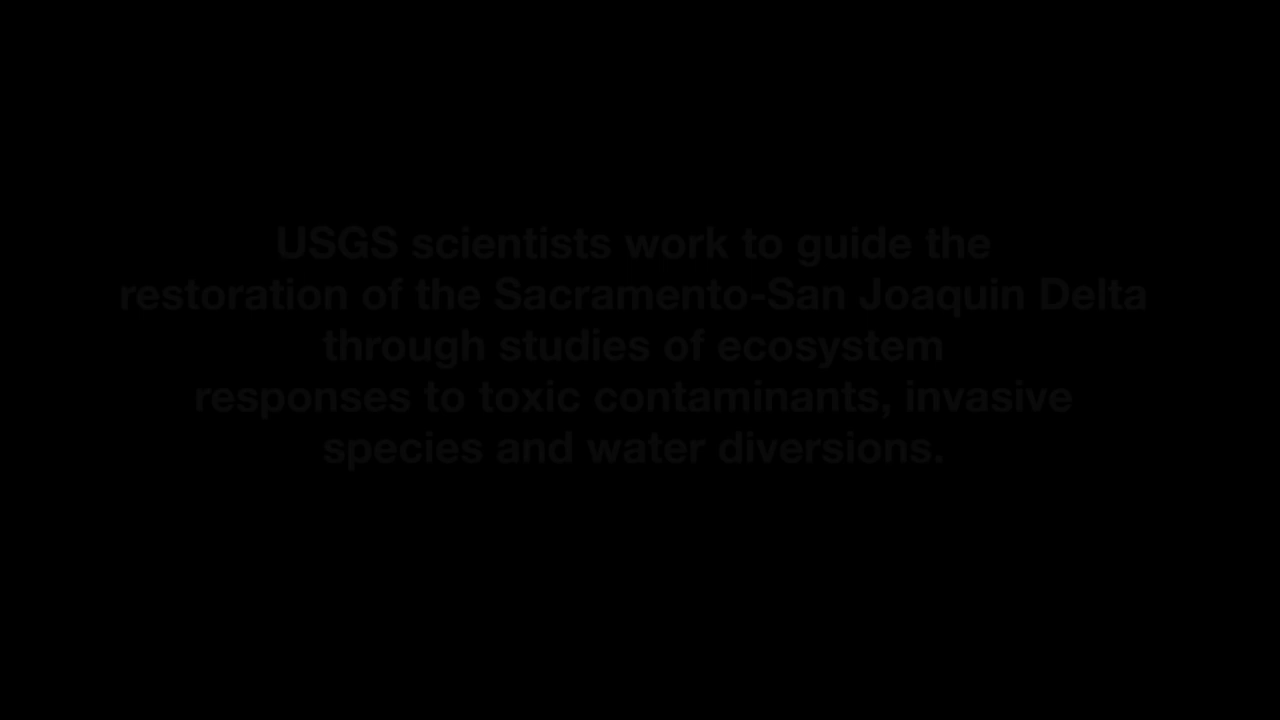 USGS scientists work to guide the
restoration of the Sacramento-San Joaquin Delta
through studies of ecosystem
responses to toxic contaminants, invasive
species and water diversions.